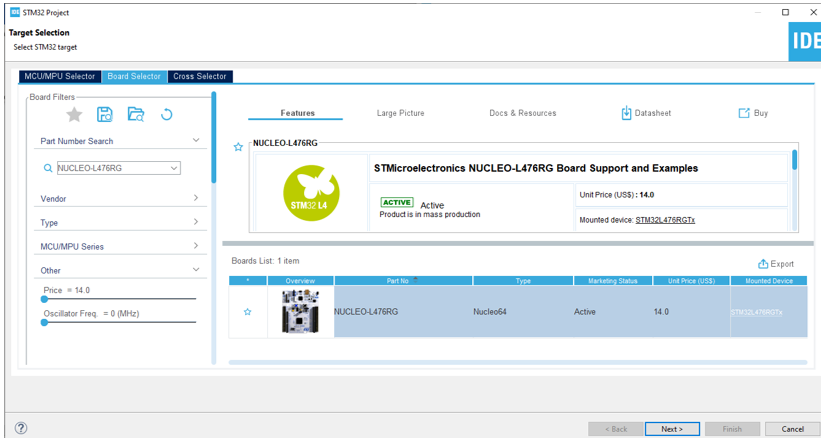 IDE STM32 Project
Target Selection
Select STM32 target
IDE
MCU/MPU Selector Board Selector Cross Selector
Board Filters
Features Large Picture Docs & Resources Datasheet Buy
Part Number Search
NUCLEO-L476RG
Vendor
Type
MCU/MPU Series
Other
Price = 14.0
Oscillator Freq. = 0 (MHz)
NUCLEO-L476RG
STM32 L4
STMicroelectronics NUCLEO-L476RG Board Support and Examples
ACTIVE Active
Product is in mass production
Unit Price (US$) : 14.0
Mounted device: STM32L476RGTx
Boards List: 1 item
Export
* Overview Part No Type Marketing Status Unit Price (US$) Mounted Device
NUCLEO-L476RG Nucleo64 Active 14.0 STM32L476RGTx
? < Back Next > Finish Cancel